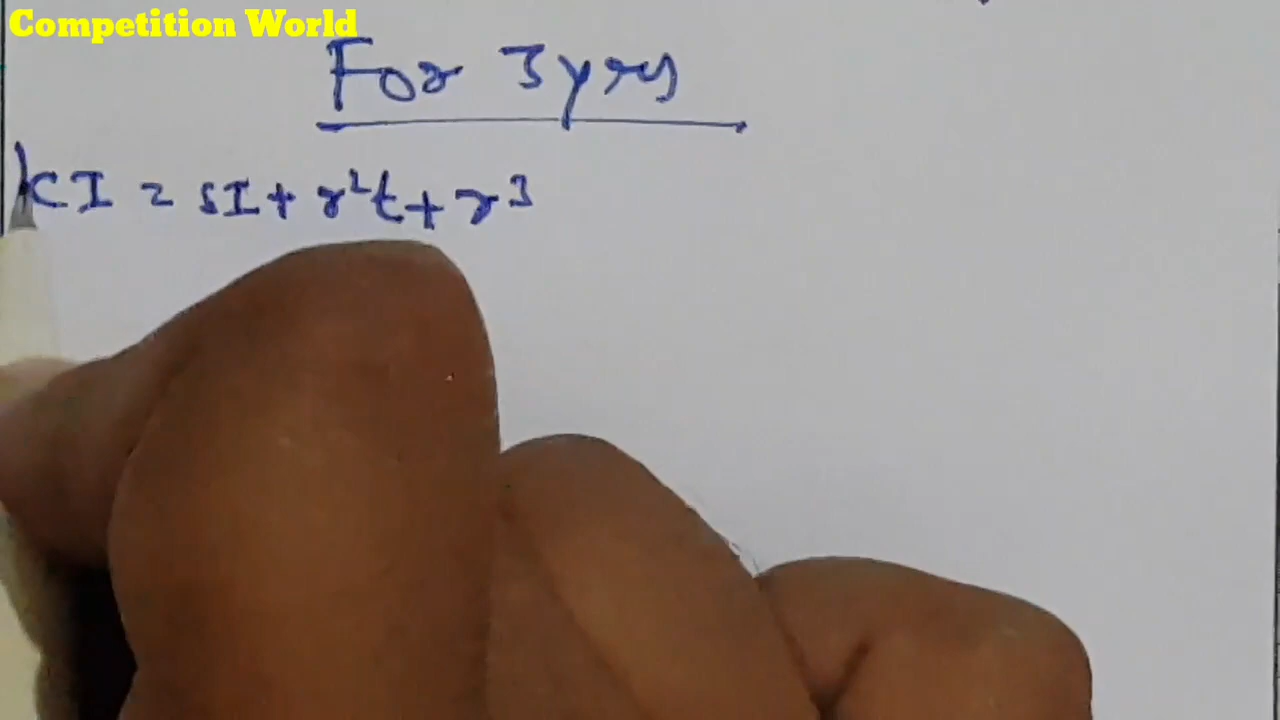 Competition World
For 3yrs
CI = SI + r²t + r³